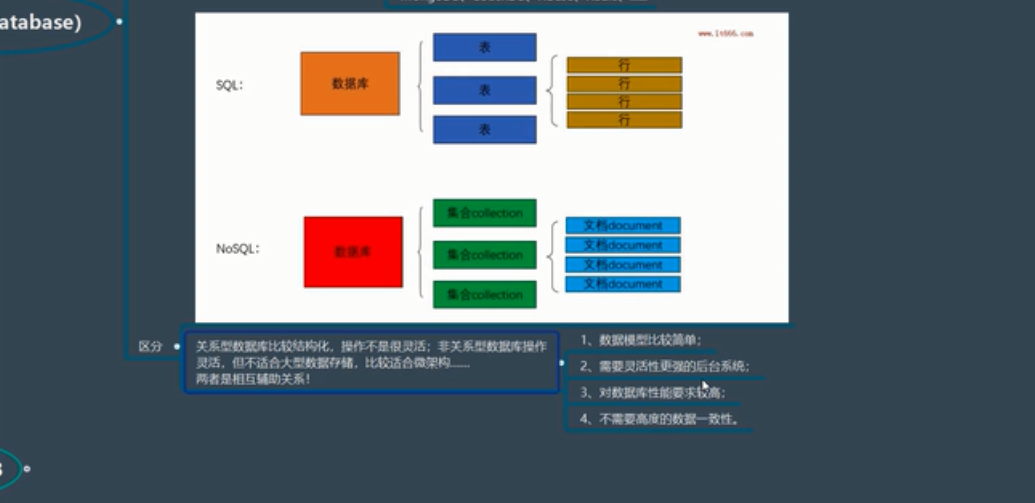 atabase)
www.lt666.com
SQL:
数据库
表
表
表
行
行
行
行
NoSQL:
数据库
集合collection
集合collection
集合collection
文档document
文档document
文档document
文档document
区分
关系型数据库比较结构化，操作不是很灵活；非关系型数据库操作
灵活，但不适合大型数据存储，比较适合微架构......
两者是相互辅助关系！
1、数据模型比较简单；
2、需要灵活性更强的后台系统；
3、对数据库性能要求较高；
4、不需要高度的数据一致性。